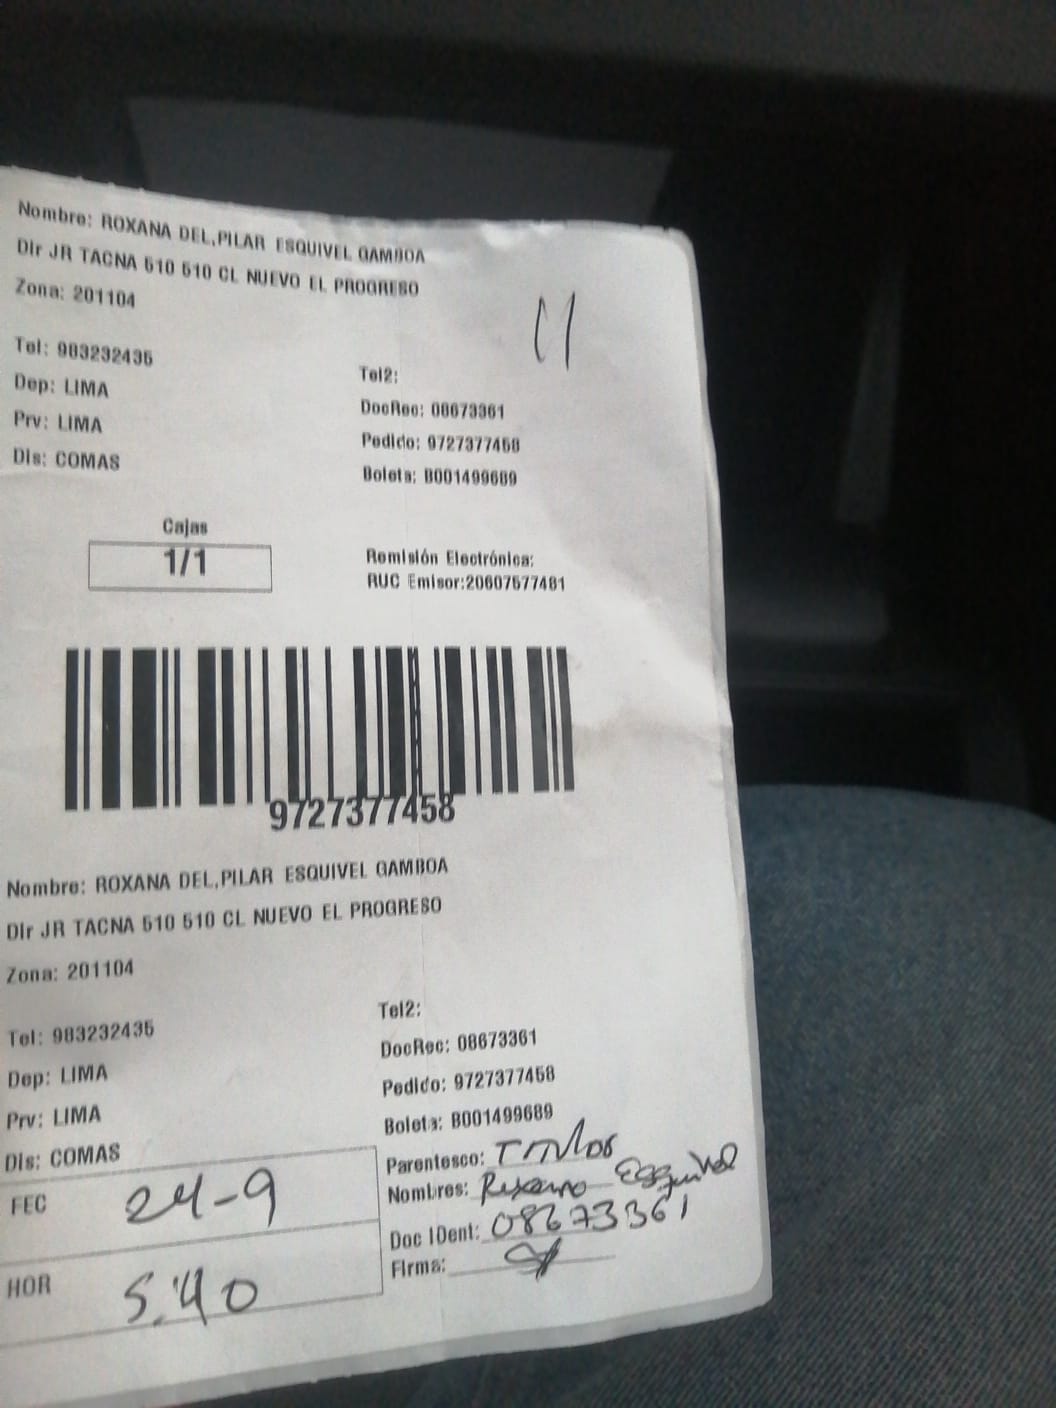 Nombre: ROXANA DEL,PILAR ESQUIVEL GAMBOA
Dir JR TACNA 510 510 CL NUEVO EL PROGRESO
Zona: 201104
Tel: 983232435
Tel2:
Dep: LIMA
DocRec: 08673361
Prv: LIMA
Pedido: 9727377458
Dis: COMAS
Boleta: B001499689
Cajas
1/1
Remisión Electrónica:
RUC Emisor:20607577481
9727377458
Nombre: ROXANA DEL,PILAR ESQUIVEL GAMBOA
Dir JR TACNA 510 510 CL NUEVO EL PROGRESO
Zona: 201104
Tel: 983232435
Tel2:
Dep: LIMA
DocRec: 08673361
Prv: LIMA
Pedido: 9727377458
Dis: COMAS
Boleta: B001499689
Parentesco:
FEC 24-9
Nombres: Roxana Esquivel
Doc IDent: 08673361
HOR 5.40
Firma: